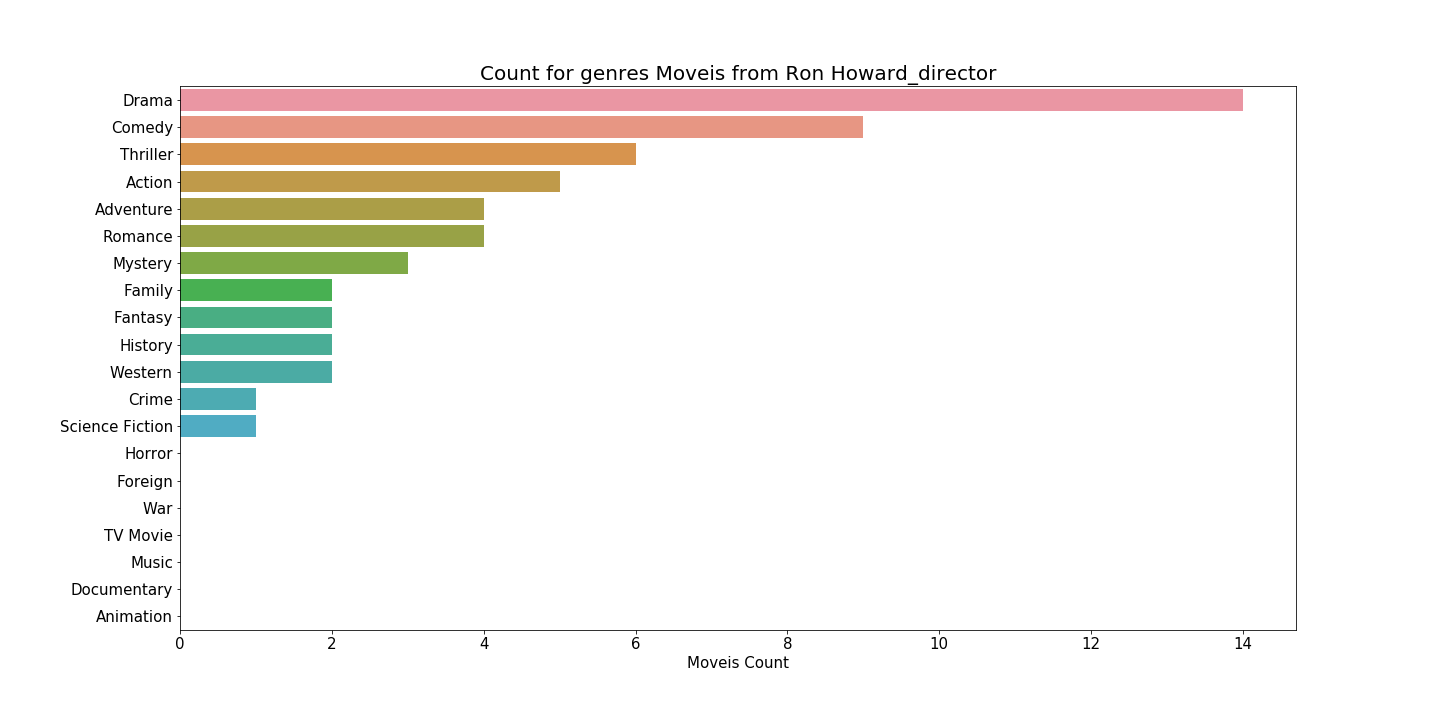 Count for genres Moveis from Ron Howard_director
Drama
Comedy
Thriller
Action
Adventure
Romance
Mystery
Family
Fantasy
History
Western
Crime
Science Fiction
Horror
Foreign
War
TV Movie
Music
Documentary
Animation
0 2 4 6 8 10 12 14
Moveis Count